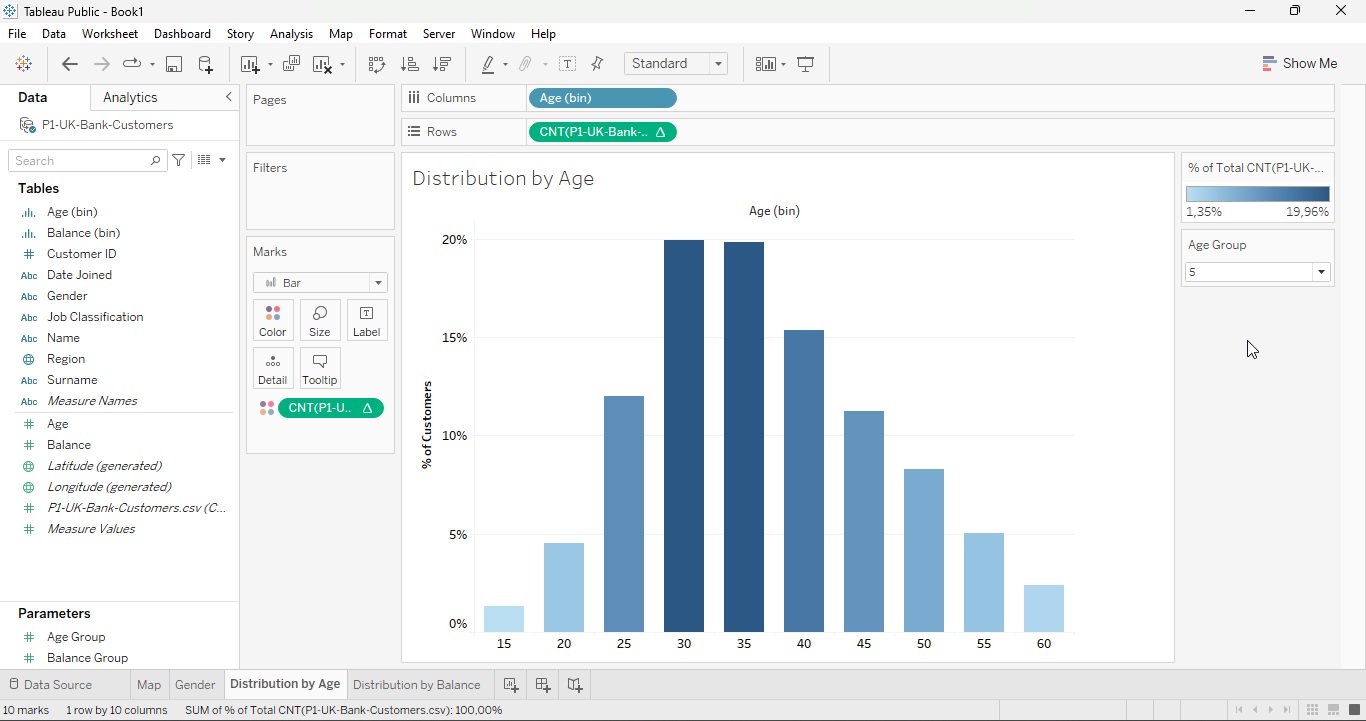 Tableau Public - Book1
File Data Worksheet Dashboard Story Analysis Map Format Server Window Help
Standard
Show Me
Data Analytics
P1-UK-Bank-Customers
Search
Tables
Age (bin)
Balance (bin)
Customer ID
Abc Date Joined
Abc Gender
Abc Job Classification
Abc Name
Region
Abc Surname
Abc Measure Names
Age
Balance
Latitude (generated)
Longitude (generated)
P1-UK-Bank-Customers.csv (C...
Measure Values
Parameters
Age Group
Balance Group
Pages
Filters
Marks
Bar
Color Size Label
Detail Tooltip
CNT(P1-U.. Δ
Columns Age (bin)
Rows CNT(P1-UK-Bank-.. Δ
Distribution by Age
Age (bin)
% of Customers
20%
15%
10%
5%
0%
15 20 25 30 35 40 45 50 55 60
% of Total CNT(P1-UK-...
1,35% 19,96%
Age Group
5
Data Source Map Gender Distribution by Age Distribution by Balance
10 marks 1 row by 10 columns SUM of % of Total CNT(P1-UK-Bank-Customers.csv): 100,00%